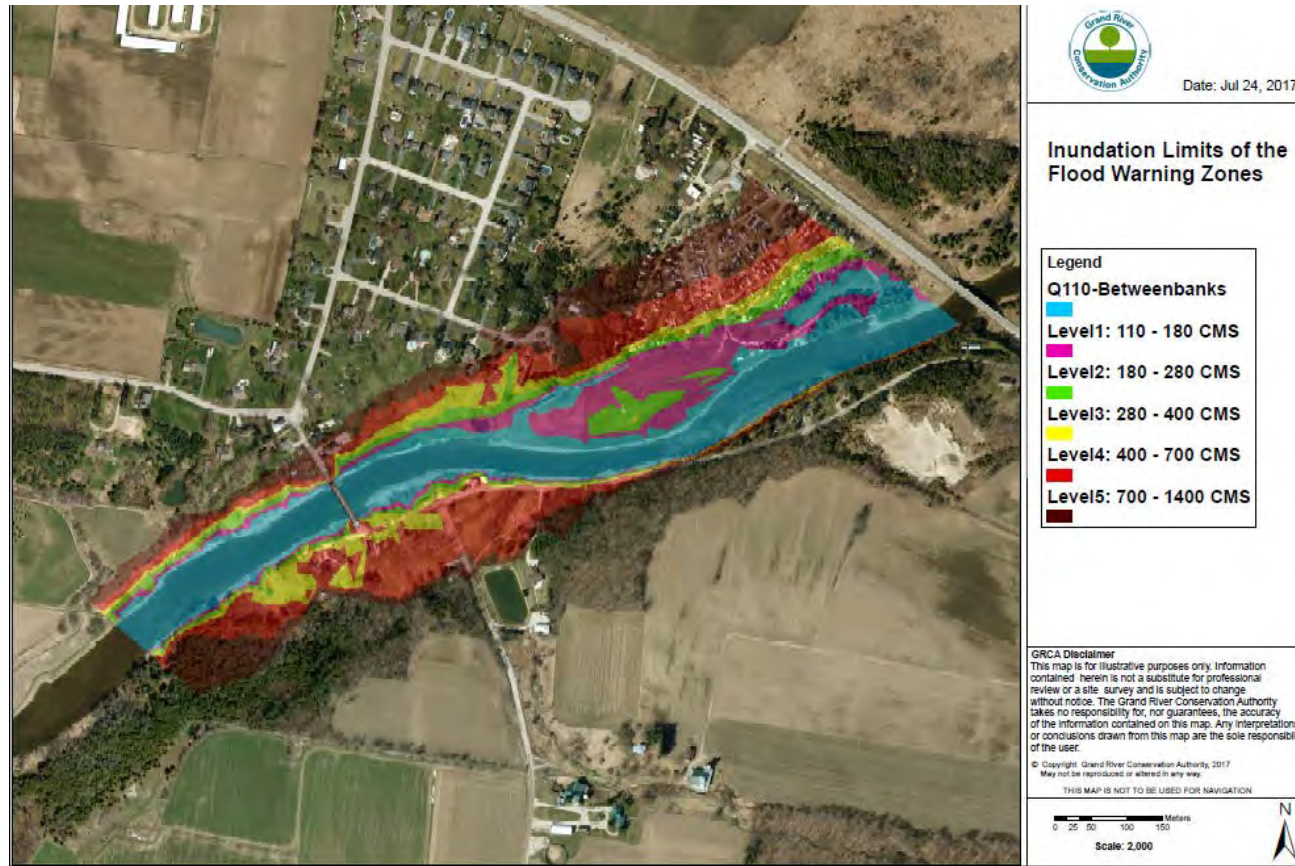 Grand River
Conservation Authority
Date: Jul 24, 2017
Inundation Limits of the
Flood Warning Zones
Legend
Q110-Betweenbanks
Level1: 110 - 180 CMS
Level2: 180 - 280 CMS
Level3: 280 - 400 CMS
Level4: 400 - 700 CMS
Level5: 700 - 1400 CMS
GRCA Disclaimer
This map is for illustrative purposes only. Information
contained herein is not a substitute for professional
review or a site survey and is subject to change
without notice. The Grand River Conservation Authority
takes no responsibility for, nor guarantees, the accuracy
of the information contained on this map. Any interpretation
or conclusions drawn from this map are the sole responsibil
of the user.
© Copyright Grand River Conservation Authority, 2017
May not be reproduced or altered in any way.
THIS MAP IS NOT TO BE USED FOR NAVIGATION
Meters
0 25 50 100 150
Scale: 2,000
N